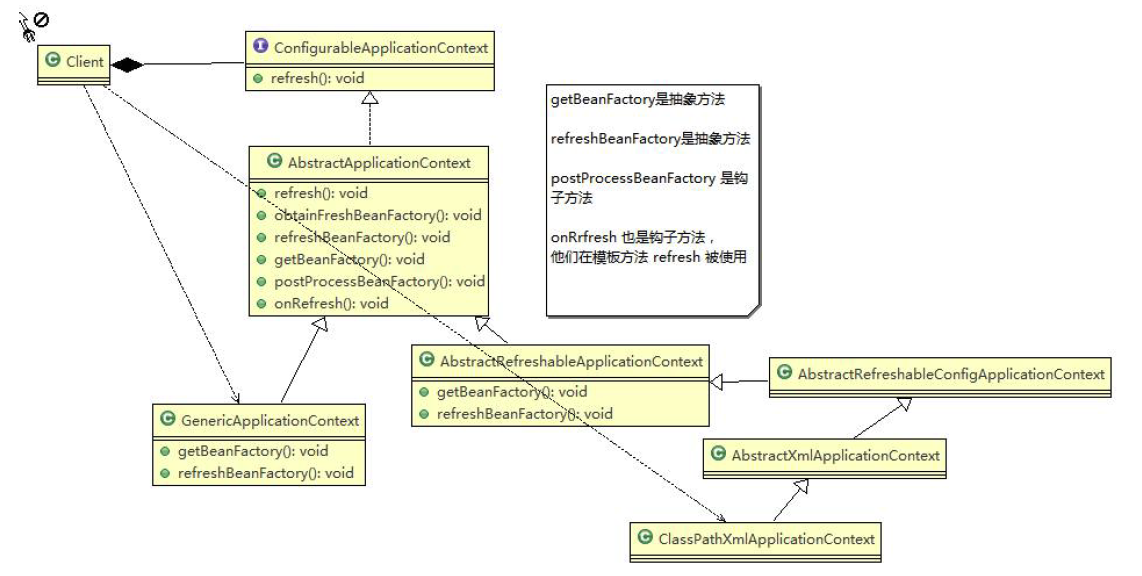 Client
ConfigurableApplicationContext
refresh(): void
AbstractApplicationContext
refresh(): void
obtainFreshBeanFactory(): void
refreshBeanFactory(): void
getBeanFactory(): void
postProcessBeanFactory(): void
onRefresh(): void
getBeanFactory是抽象方法
refreshBeanFactory是抽象方法
postProcessBeanFactory 是钩
子方法
onRrfresh 也是钩子方法，
他们在模板方法 refresh 被使用
AbstractRefreshableApplicationContext
getBeanFactory(): void
refreshBeanFactory(): void
AbstractRefreshableConfigApplicationContext
GenericApplicationContext
getBeanFactory(): void
refreshBeanFactory(): void
AbstractXmlApplicationContext
ClassPathXmlApplicationContext